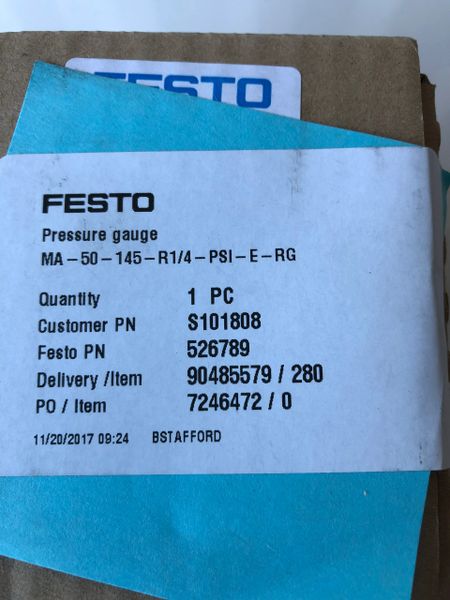 FESTO
FESTO
Pressure gauge
MA-50-145-R1/4-PSI-E-RG
Quantity 1 PC
Customer PN S101808
Festo PN 526789
Delivery /Item 90485579 / 280
PO / Item 7246472 / 0
11/20/2017 09:24 BSTAFFORD